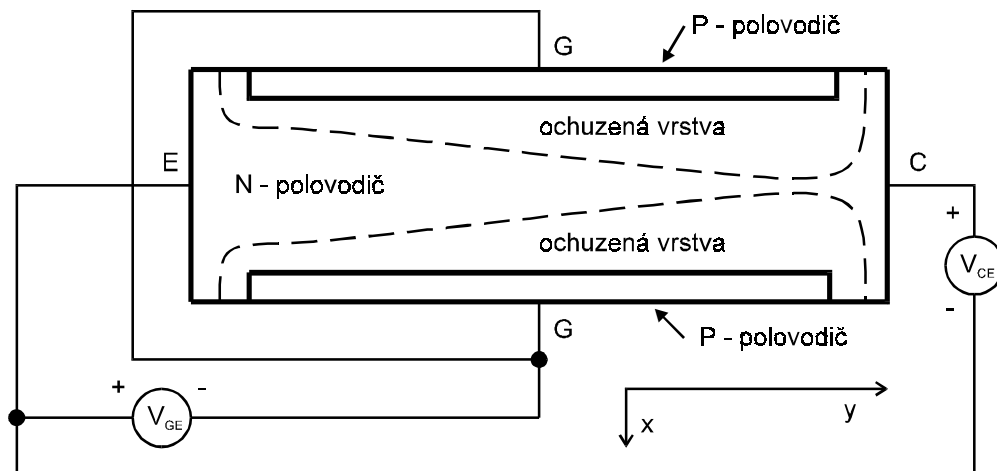 P - polovodič
G
ochuzená vrstva
E
N - polovodič
C
+
V CE
-
ochuzená vrstva
G
P - polovodič
+
-
V GE
x
y